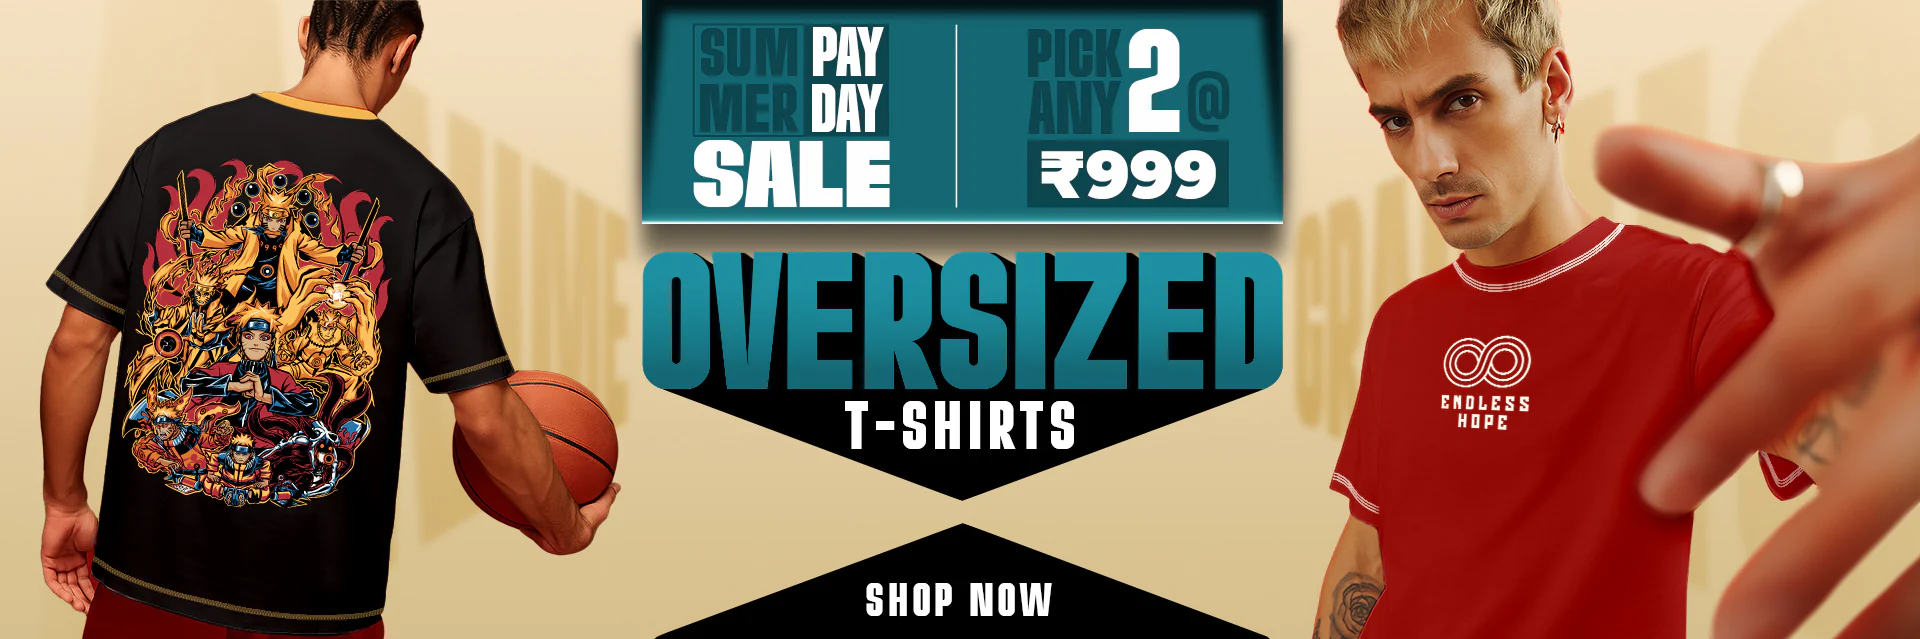 SUM PAY
MER DAY
SALE
PICK
ANY 2 @
₹999
OVERSIZED
T-SHIRTS
SHOP NOW
ENDLESS
HOPE